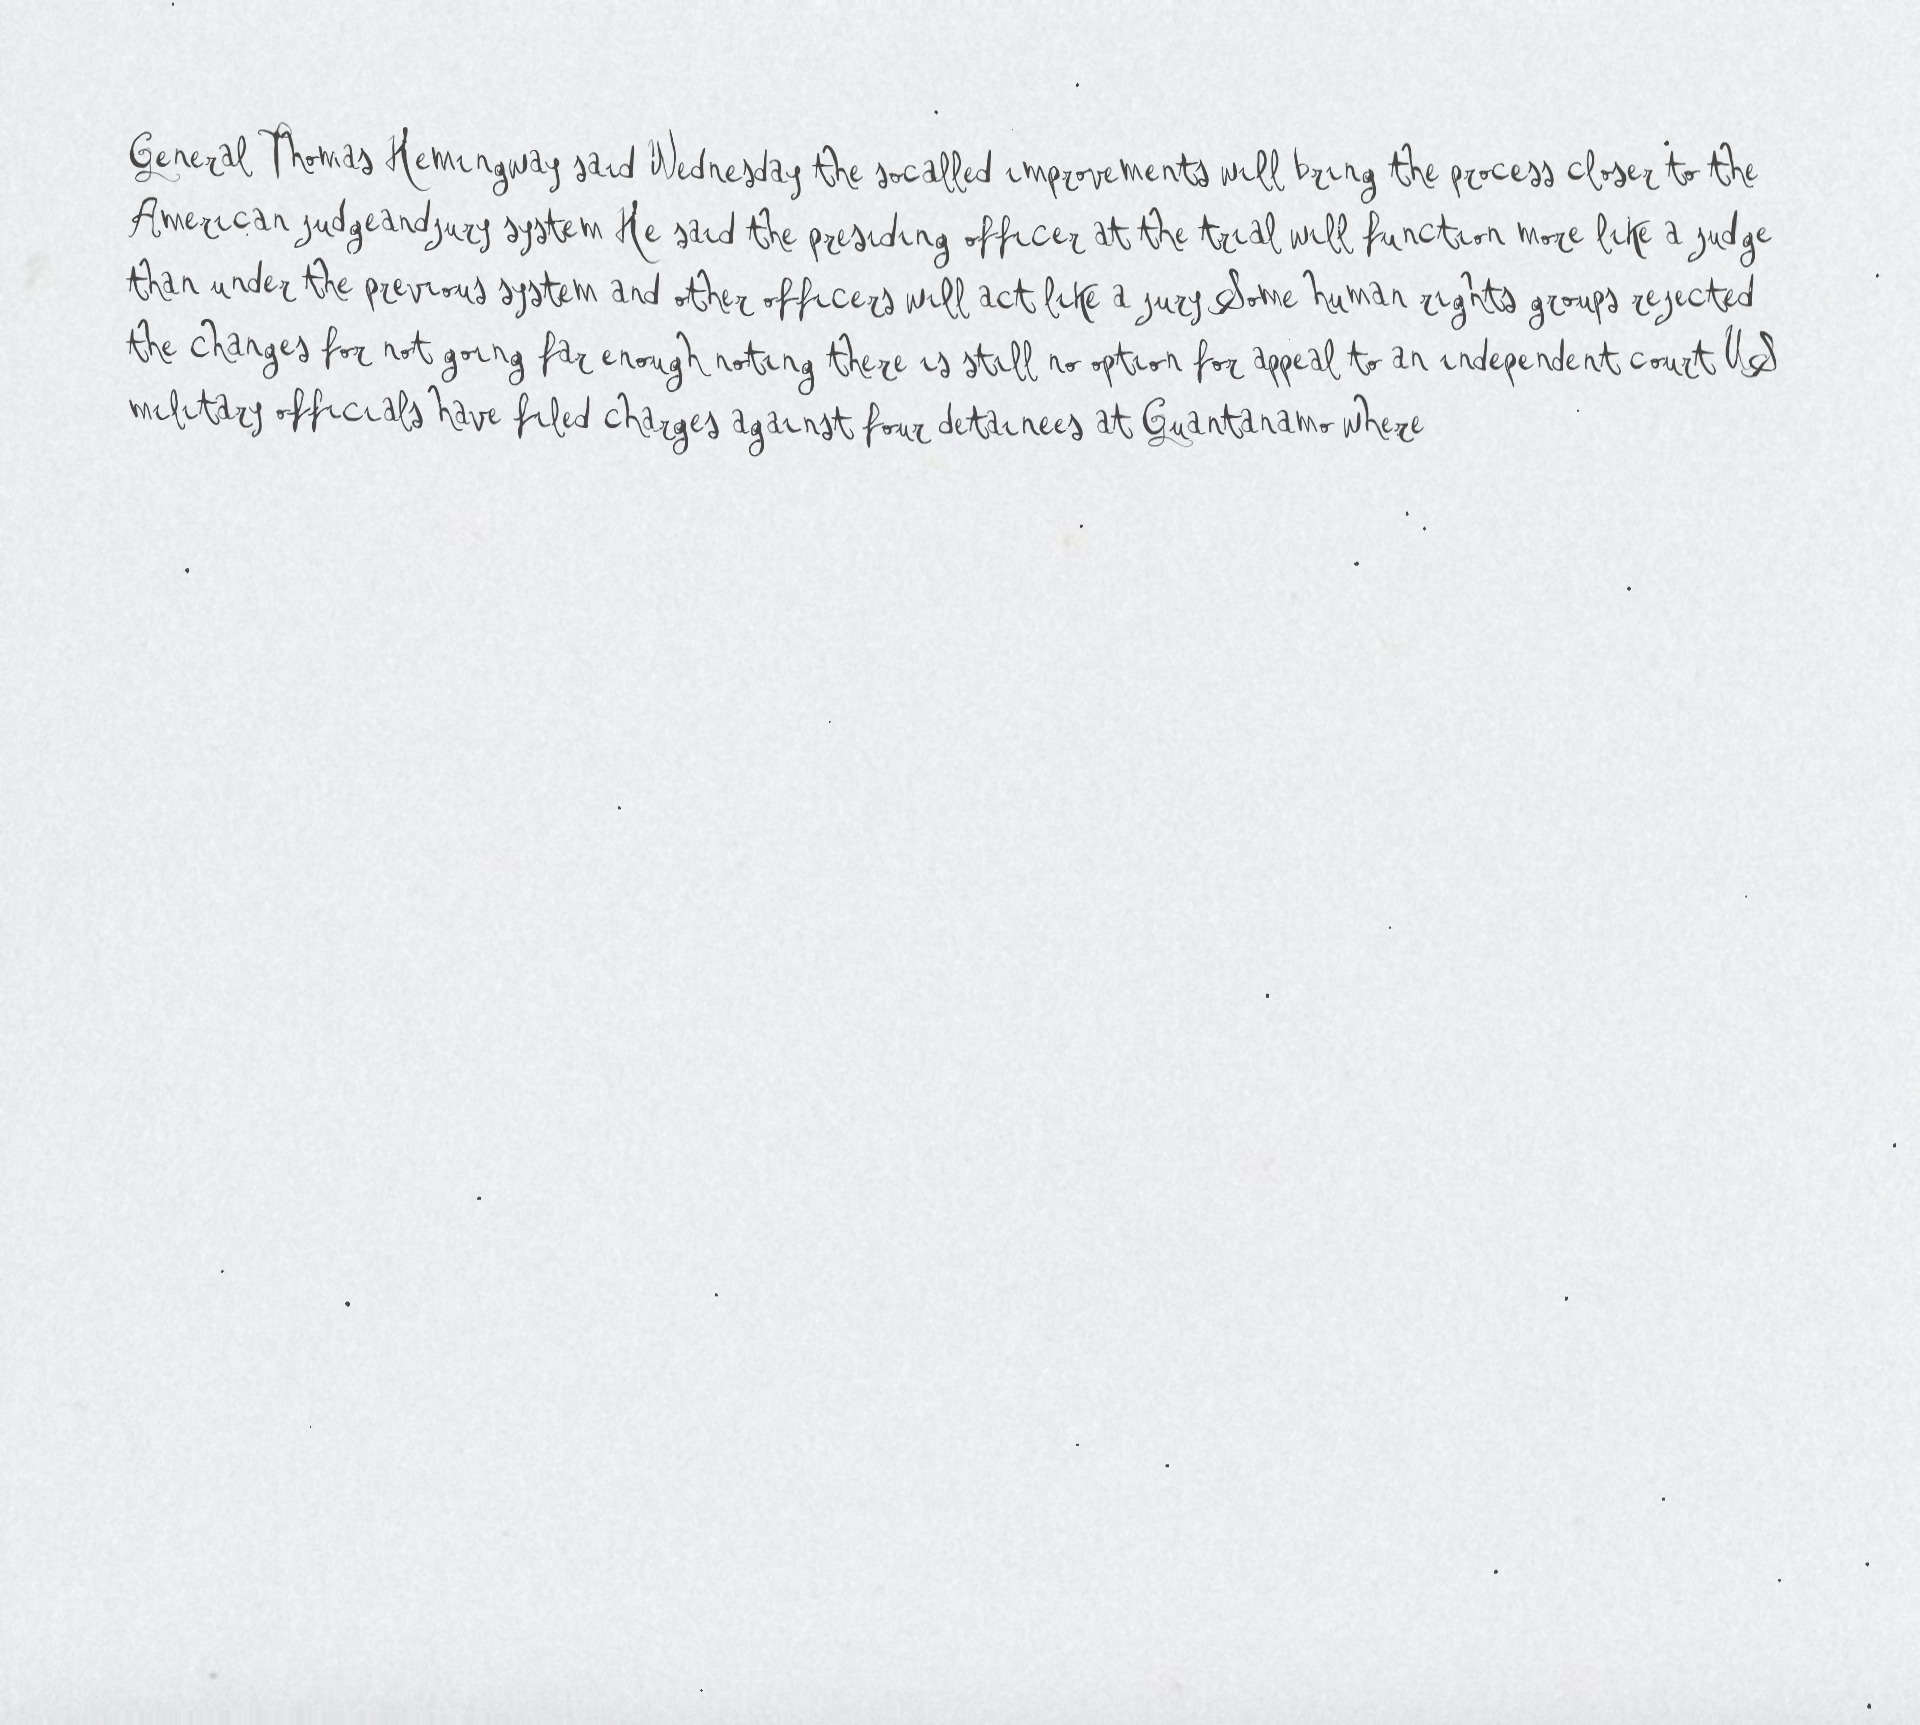 General Thomas Hemingway said Wednesday the socalled improvements will bring the process closer to the
American judgeandjury system He said the presiding officer at the trial will function more like a judge
than under the previous system and other officers will act like a jury Some human rights groups rejected
the changes for not going far enough noting there is still no option for appeal to an independent court US
military officials have filed charges against four detainees at Guantanamo where